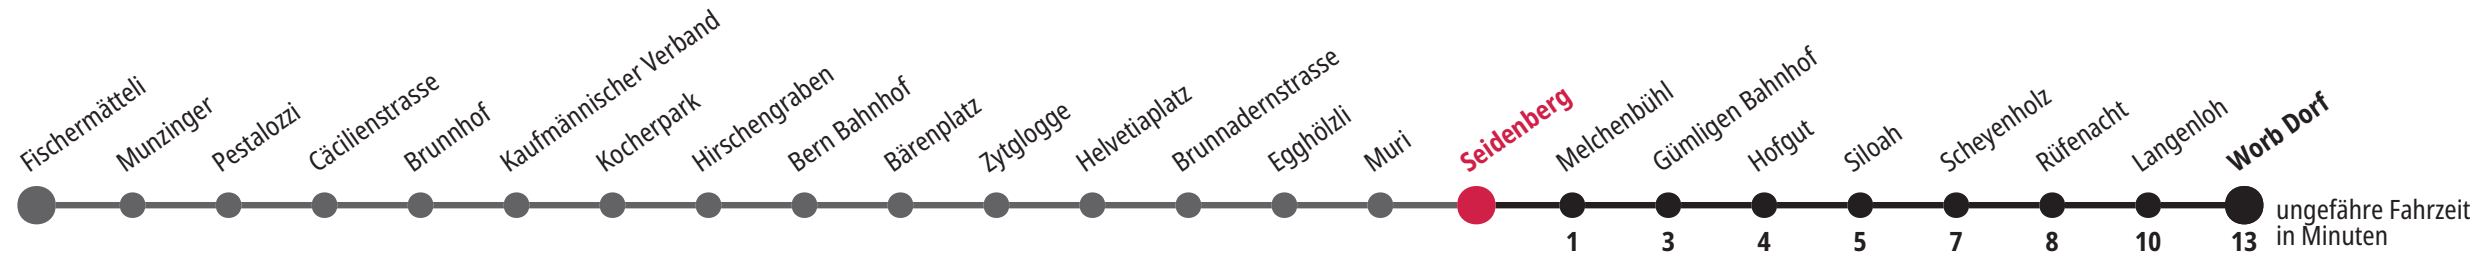 Fischermätteli
Munzinger
Pestalozzi
Cäcilienstrasse
Brunnhof
Kaufmännischer Verband
Kocherpark
Hirschengraben
Bern Bahnhof
Bärenplatz
Zytglogge
Helvetiaplatz
Brunnadernstrasse
Egghölzli
Muri
Seidenberg
Melchenbühl
Gümligen Bahnhof
Hofgut
Siloah
Scheyenholz
Rüfenacht
Langenloh
Worb Dorf
1 3 4 5 7 8 10 13
ungefähre Fahrzeit
in Minuten